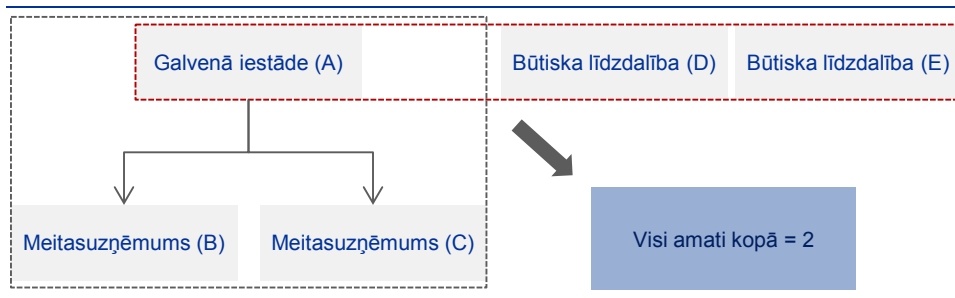 Galvenā iestāde (A)
Būtiska līdzdalība (D)
Būtiska līdzdalība (E)
Meitasuzņēmums (B)
Meitasuzņēmums (C)
Visi amati kopā = 2